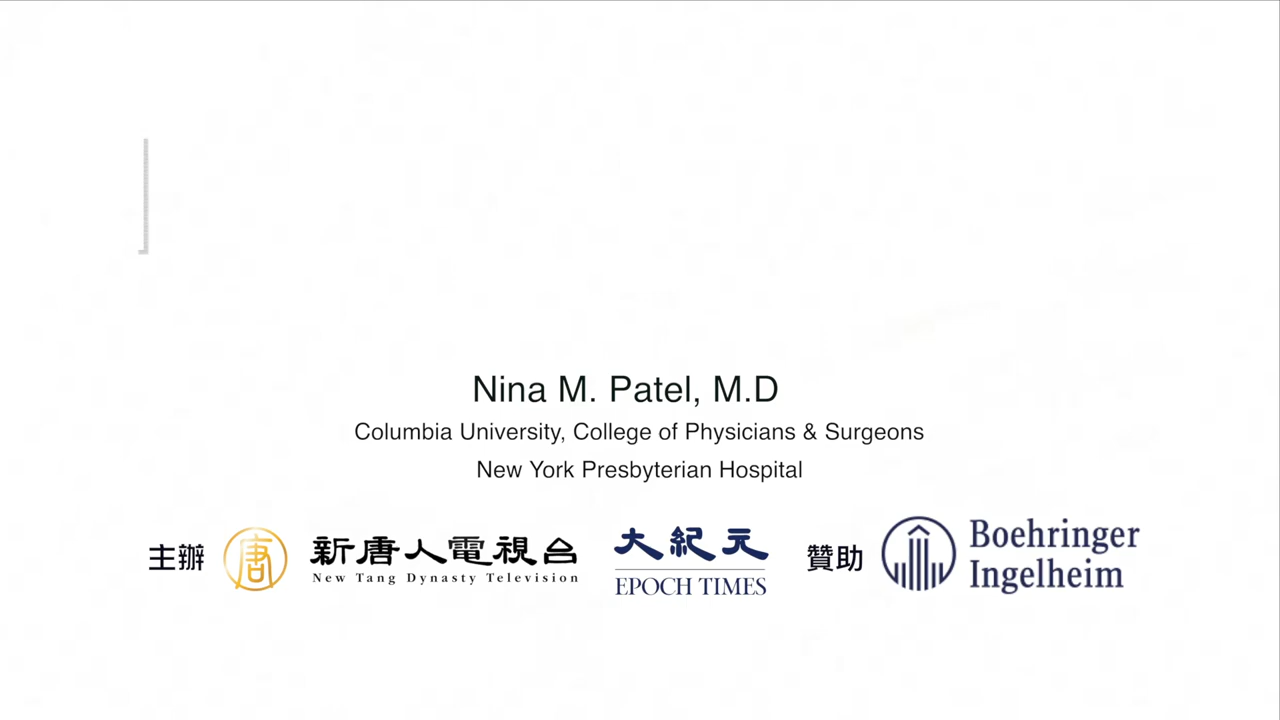 Nina M. Patel, M.D
Columbia University, College of Physicians & Surgeons
New York Presbyterian Hospital
主辦 唐 新唐人電視台 大紀元 贊助 Boehringer
New Tang Dynasty Television EPOCH TIMES Ingelheim